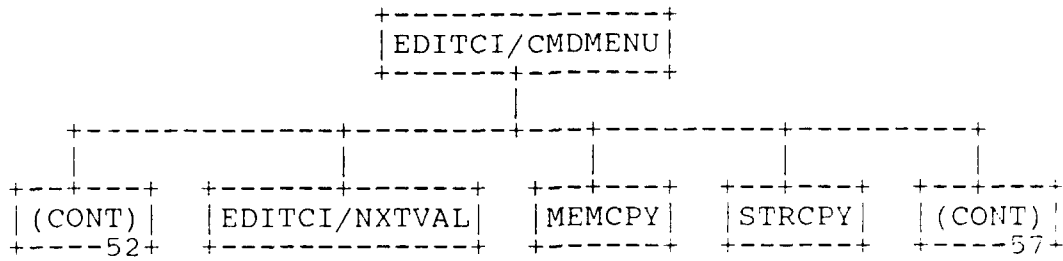 EDITCI/CMDMENU
(CONT) EDITCI/NXTVAL MEMCPY STRCPY (CONT)
52 57